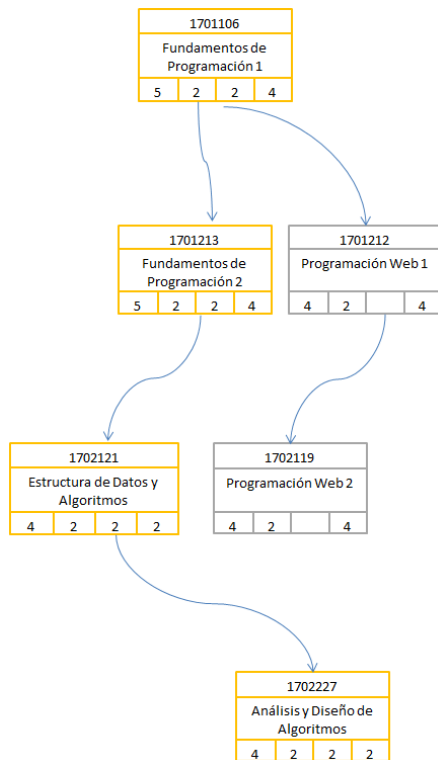 1701106
Fundamentos de
Programación 1
5 2 2 4
1701213
Fundamentos de
Programación 2
5 2 2 4
1701212
Programación Web 1
4 2 4
1702121
Estructura de Datos y
Algoritmos
4 2 2 2
1702119
Programación Web 2
4 2 4
1702227
Análisis y Diseño de
Algoritmos
4 2 2 2